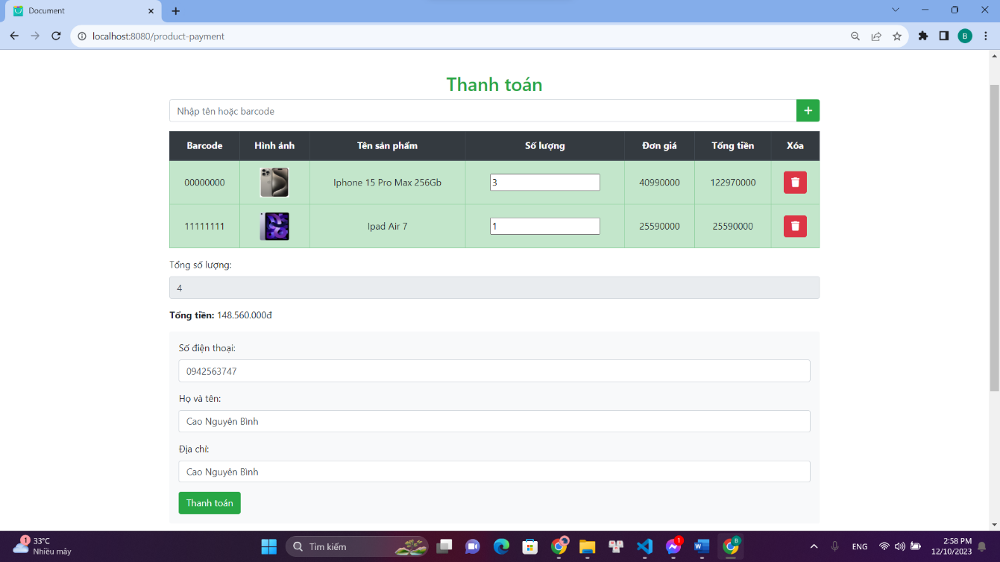 Document
localhost:8080/product-payment
B
Thanh toán
Nhập tên hoặc barcode
+
Barcode Hình ảnh Tên sản phẩm Số lượng Đơn giá Tổng tiền Xóa
00000000 Iphone 15 Pro Max 256Gb 3 40990000 122970000
11111111 Ipad Air 7 1 25590000 25590000
Tổng số lượng:
4
Tổng tiền: 148.560.000đ
Số điện thoại:
0942563747
Họ và tên:
Cao Nguyên Bình
Địa chỉ:
Cao Nguyên Bình
Thanh toán
1
33°C
Nhiều mây
Tìm kiếm
1
B
ENG
2:58 PM
12/10/2023